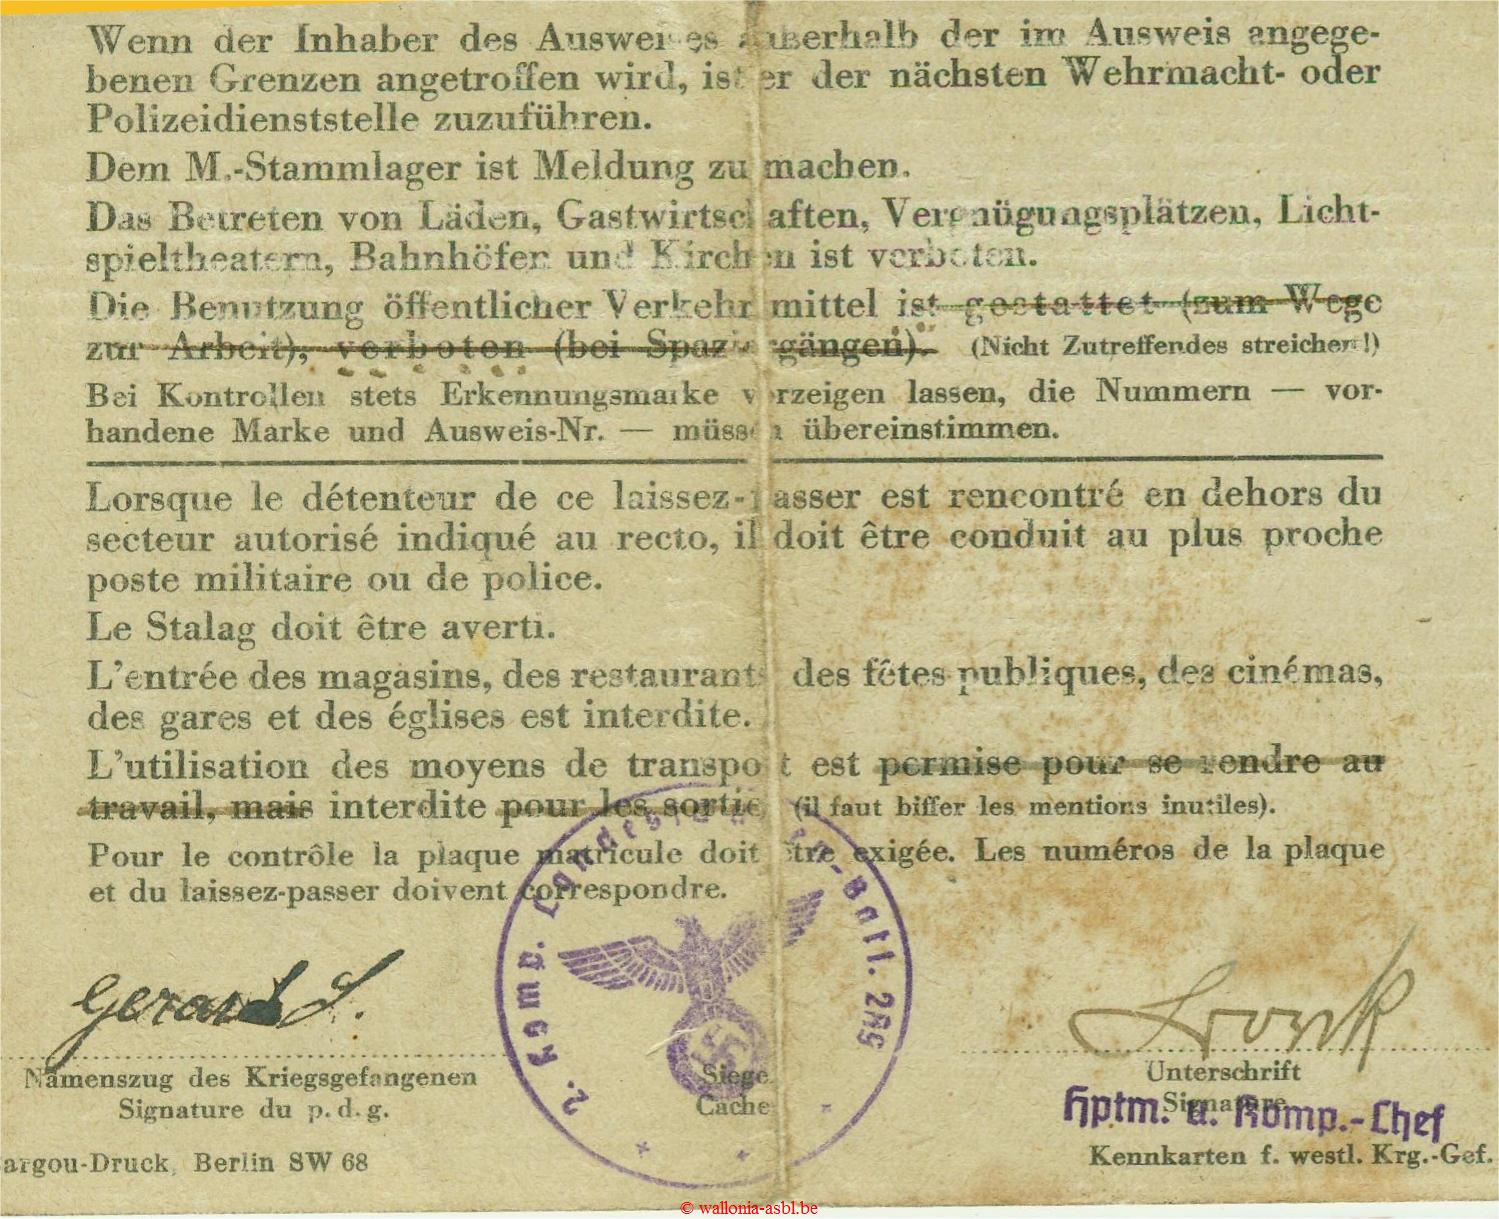 Wenn der Inhaber des Ausweises außerhalb der im Ausweis angege-
benen Grenzen angetroffen wird, ist er der nächsten Wehrmacht- oder
Polizeidienststelle zuzuführen.
Dem M.-Stammlager ist Meldung zu machen.
Das Betreten von Läden, Gastwirtschaften, Vergnügungsplätzen, Licht-
spieltheatern, Bahnhöfen und Kirchen ist verboten.
Die Benutzung öffentlicher Verkehrsmittel ist gestattet (zum Wege
zur Arbeit), verboten (bei Spaziergängen). (Nicht Zutreffendes streichen!)
Bei Kontrollen stets Erkennungsmarke vorzeigen lassen, die Nummern — vor-
handene Marke und Ausweis-Nr. — müssen übereinstimmen.
Lorsque le détenteur de ce laissez-passer est rencontré en dehors du
secteur autorisé indiqué au recto, il doit être conduit au plus proche
poste militaire ou de police.
Le Stalag doit être averti.
L'entrée des magasins, des restaurants des fêtes publiques, des cinémas,
des gares et des églises est interdite.
L'utilisation des moyens de transport est permise pour se rendre au
travail, mais interdite pour les sorties (il faut biffer les mentions inutiles).
Pour le contrôle la plaque matricule doit être exigée. Les numéros de la plaque
et du laissez-passer doivent correspondre.
2. Komp. -Batl.
Gerard S.
Namenszug des Kriegsgefangenen
Signature du p. d. g.
Siege
Cache
Unterschrift
Signature
Hptm. u. Komp.-Chef
argou-Druck, Berlin SW 68
Kennkarten f. westl. Krg.-Gef.
© wallonia-asbl.be